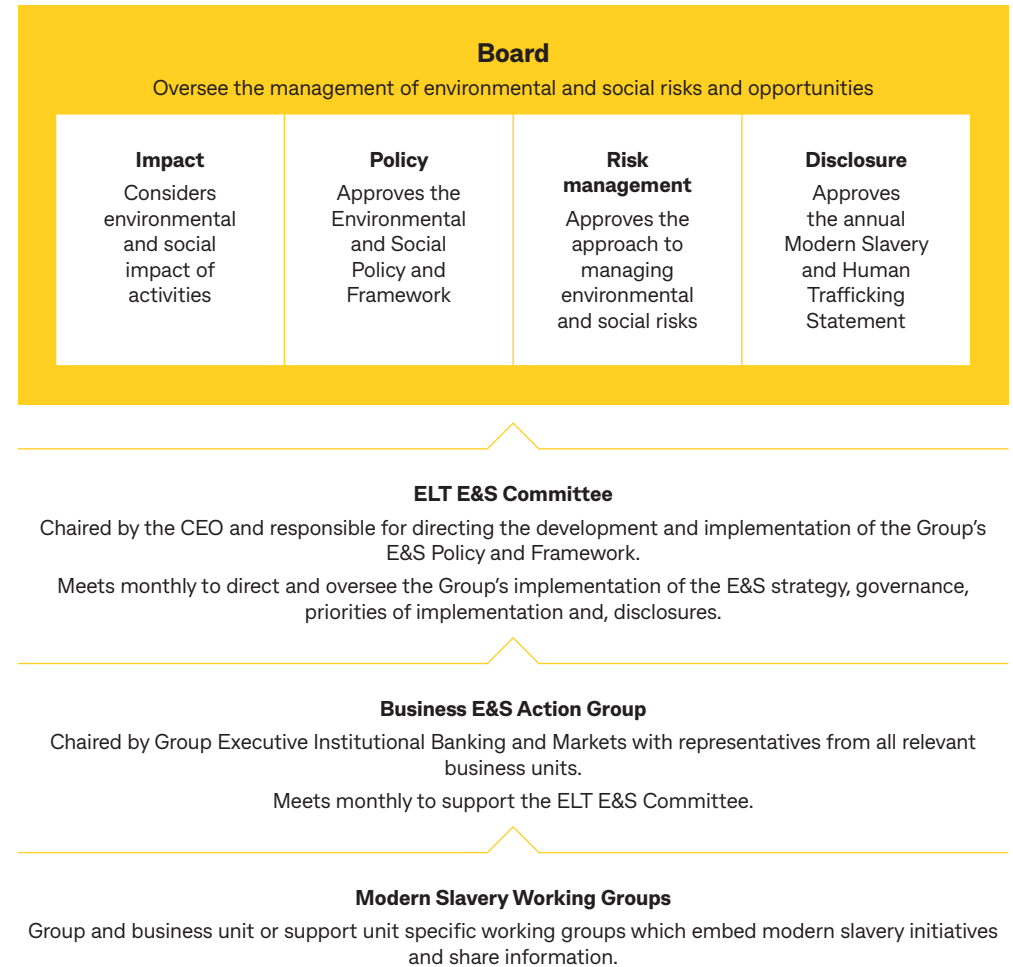 Board
Oversee the management of environmental and social risks and opportunities
Impact
Considers
environmental
and social
impact of
activities
Policy
Approves the
Environmental
and Social
Policy and
Framework
Risk
management
Approves the
approach to
managing
environmental
and social risks
Disclosure
Approves
the annual
Modern Slavery
and Human
Trafficking
Statement
ELT E&S Committee
Chaired by the CEO and responsible for directing the development and implementation of the Group’s
E&S Policy and Framework.
Meets monthly to direct and oversee the Group’s implementation of the E&S strategy, governance,
priorities of implementation and, disclosures.
Business E&S Action Group
Chaired by Group Executive Institutional Banking and Markets with representatives from all relevant
business units.
Meets monthly to support the ELT E&S Committee.
Modern Slavery Working Groups
Group and business unit or support unit specific working groups which embed modern slavery initiatives
and share information.